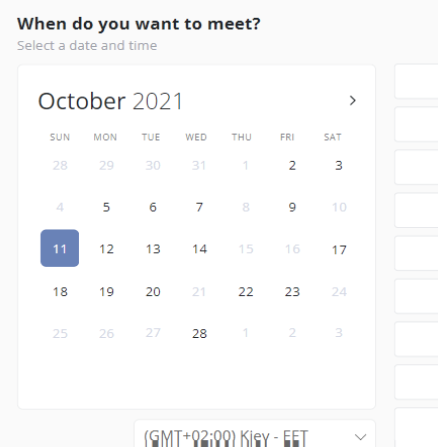 When do you want to meet?
Select a date and time
October 2021
SUN MON TUE WED THU FRI SAT
28 29 30 31 1 2 3
4 5 6 7 8 9 10
11 12 13 14 15 16 17
18 19 20 21 22 23 24
25 26 27 28 1 2 3
(GMT+02:00) Kiev - EET